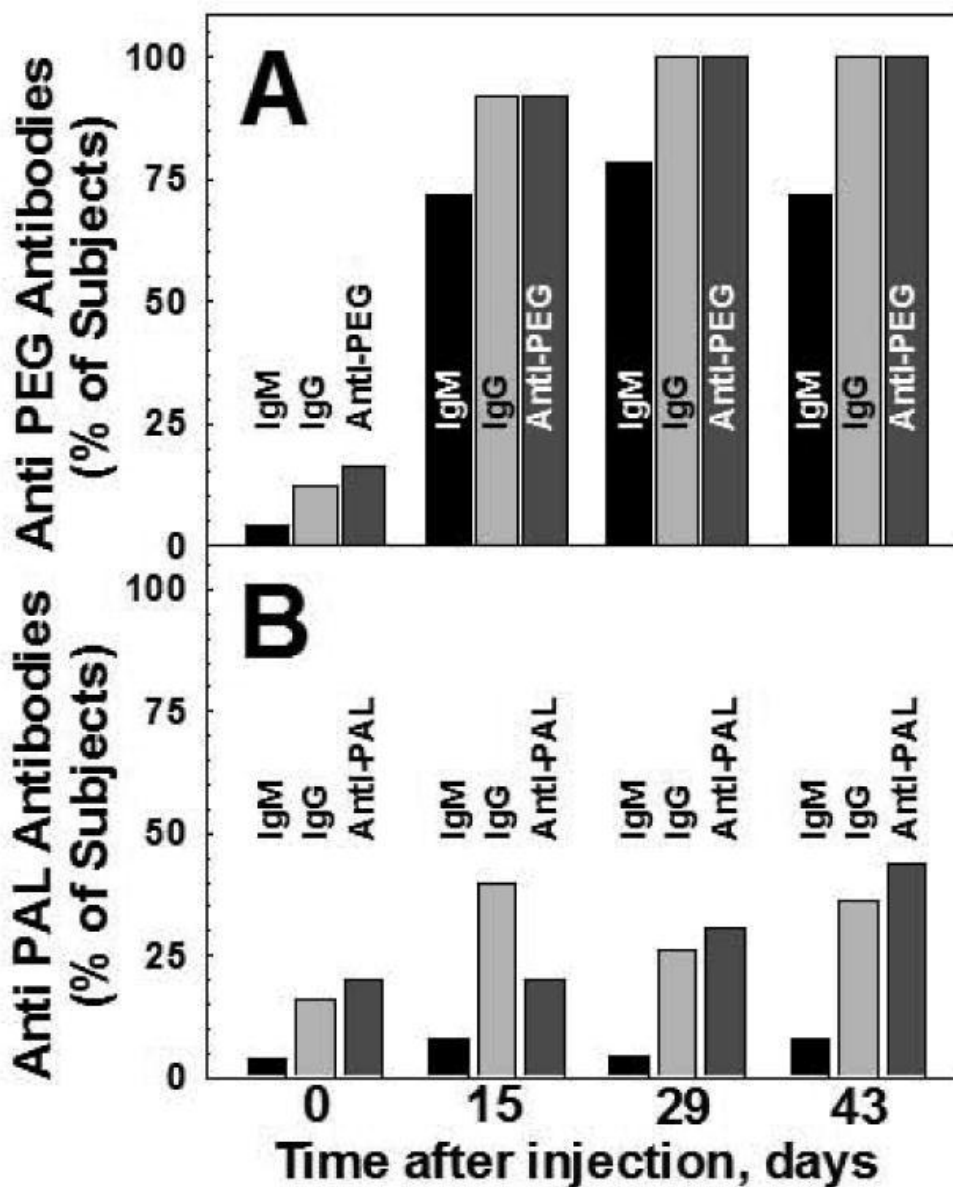 Anti PEG Antibodies
(% of Subjects)
100
75
50
25
0
A
IgM
IgG
Anti-PEG
IgM
IgG
Anti-PEG
IgM
IgG
Anti-PEG
IgM
IgG
Anti-PEG
Anti PAL Antibodies
(% of Subjects)
100
75
50
25
0
B
IgM
IgG
Anti-PAL
IgM
IgG
Anti-PAL
IgM
IgG
Anti-PAL
IgM
IgG
Anti-PAL
0 15 29 43
Time after injection, days